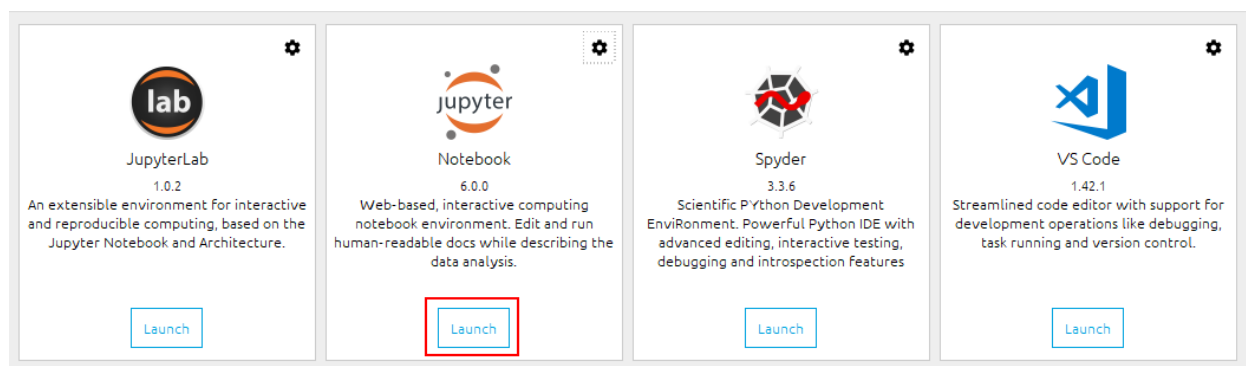 lab
JupyterLab
1.0.2
An extensible environment for interactive
and reproducible computing, based on the
Jupyter Notebook and Architecture.
Launch
jupyter
Notebook
6.0.0
Web-based, interactive computing
notebook environment. Edit and run
human-readable docs while describing the
data analysis.
Launch
Spyder
3.3.6
Scientific PYthon Development
EnviRonment. Powerful Python IDE with
advanced editing, interactive testing,
debugging and introspection features
Launch
VS Code
1.42.1
Streamlined code editor with support for
development operations like debugging,
task running and version control.
Launch